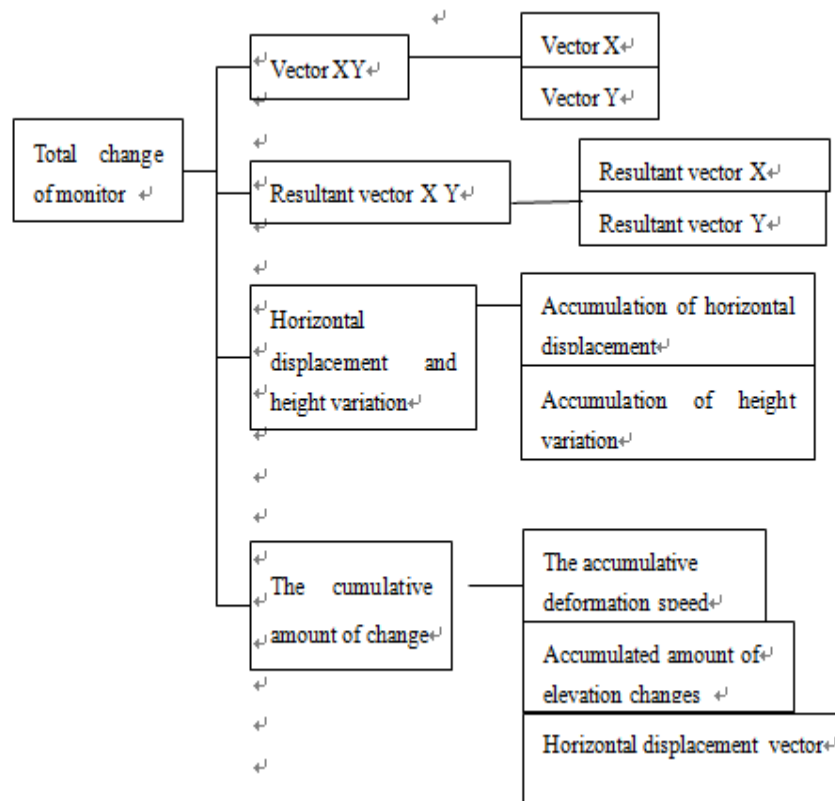 Vector XY
Vector X
Vector Y
Total change
of monitor
Resultant vector X Y
Resultant vector X
Resultant vector Y
Horizontal
displacement and
height variation
Accumulation of horizontal
displacement
Accumulation of height
variation
The cumulative
amount of change
The accumulative
deformation speed
Accumulated amount of
elevation changes
Horizontal displacement vector